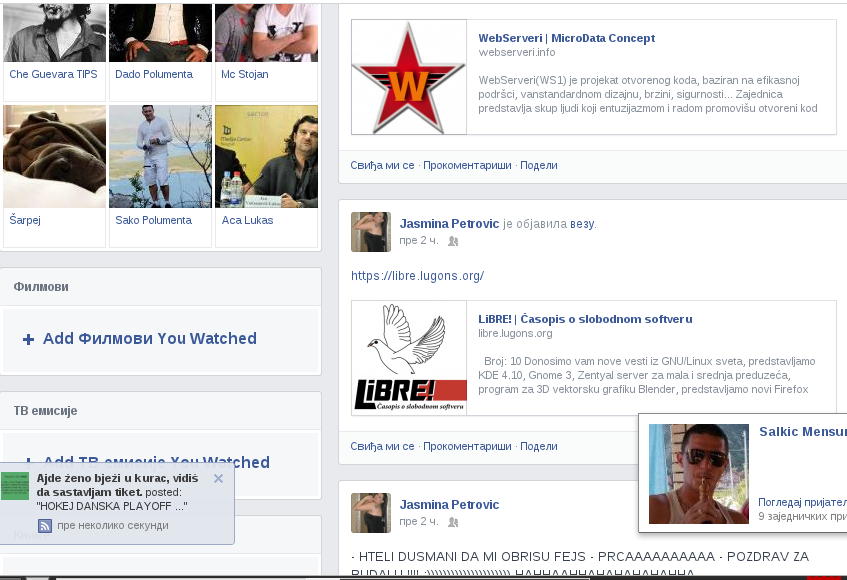 Che Guevara TIPS
Dado Polumenta
Mc Stojan
Šarpej
Sako Polumenta
Aca Lukas
Филмови
+ Add Филмови You Watched
ТВ емисије
+ Add ТВ емисије You Watched
Ajde ženo bježi u kurac, vidiš
da sastavljam tiket. posted:
"HOKEJ DANSKA PLAYOFF ..."
пре неколико секунди
W
WebServeri | MicroData Concept
webserveri.info
WebServeri(WS1) je projekat otvorenog koda, baziran na efikasnoj
podršci, vanstandardnom dizajnu, brzini, sigurnosti... Zajednica
predstavlja skup ljudi koji entuzijazmom i radom promovišu otvoreni kod
Свиђа ми се · Прокоментариши · Подели
Jasmina Petrovic је објавила везу.
пре 2 ч.
https://libre.lugons.org/
LiBRE!
Časopis o slobodnom softveru
LiBRE! | Časopis o slobodnom softveru
libre.lugons.org
Broj: 10 Donosimo vam nove vesti iz GNU/Linux sveta, predstavljamo
KDE 4.10, Gnome 3, Zentyal server za mala i srednja preduzeća,
program za 3D vektorsku grafiku Blender, predstavljamo novi Firefox
Свиђа ми се · Прокоментариши · Подели
Salkic Mensur
Погледај пријател
9 заједничких при
Jasmina Petrovic
пре 2 ч.
- HTELI DUSMANI DA MI OBRISU FEJS - PRCAAAAAAAAAA - POZDRAV ZA